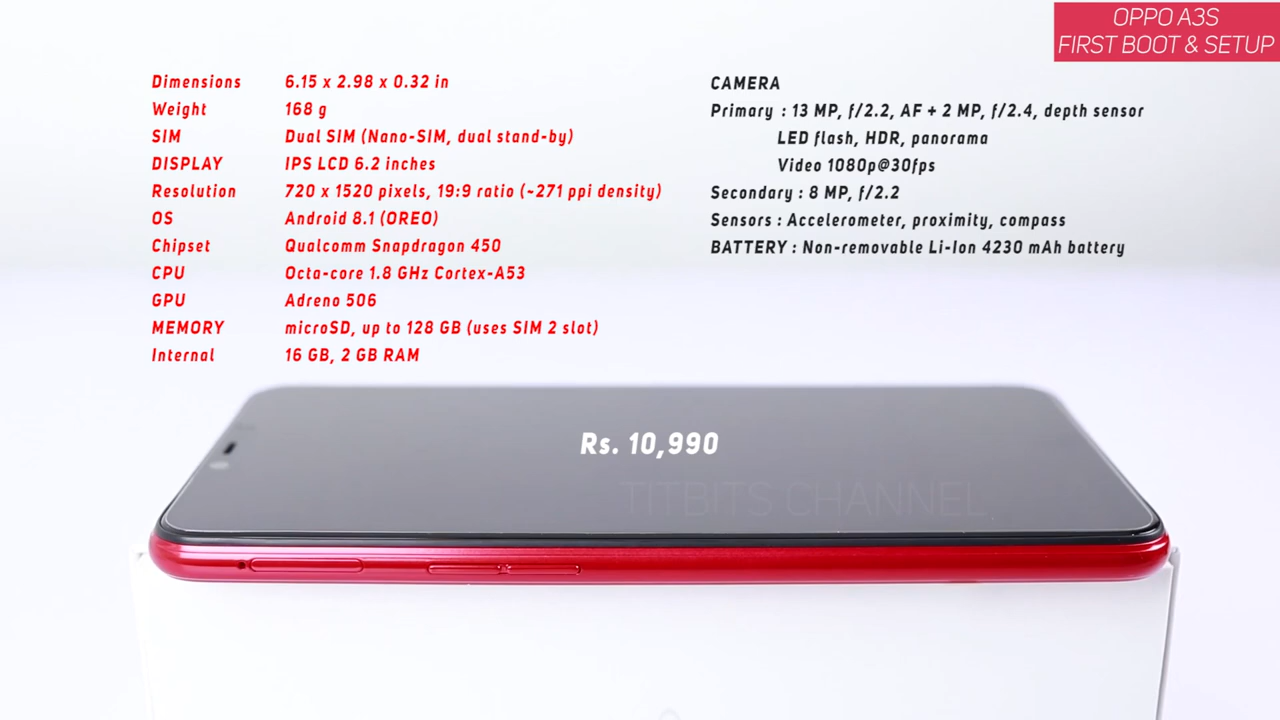 OPPO A3S
FIRST BOOT & SETUP
Dimensions 6.15 x 2.98 x 0.32 in
Weight 168 g
SIM Dual SIM (Nano-SIM, dual stand-by)
DISPLAY IPS LCD 6.2 inches
Resolution 720 x 1520 pixels, 19:9 ratio (~271 ppi density)
OS Android 8.1 (OREO)
Chipset Qualcomm Snapdragon 450
CPU Octa-core 1.8 GHz Cortex-A53
GPU Adreno 506
MEMORY microSD, up to 128 GB (uses SIM 2 slot)
Internal 16 GB, 2 GB RAM
CAMERA
Primary : 13 MP, f/2.2, AF + 2 MP, f/2.4, depth sensor
LED flash, HDR, panorama
Video 1080p@30fps
Secondary : 8 MP, f/2.2
Sensors : Accelerometer, proximity, compass
BATTERY : Non-removable Li-Ion 4230 mAh battery
Rs. 10,990
TITBITS CHANNEL